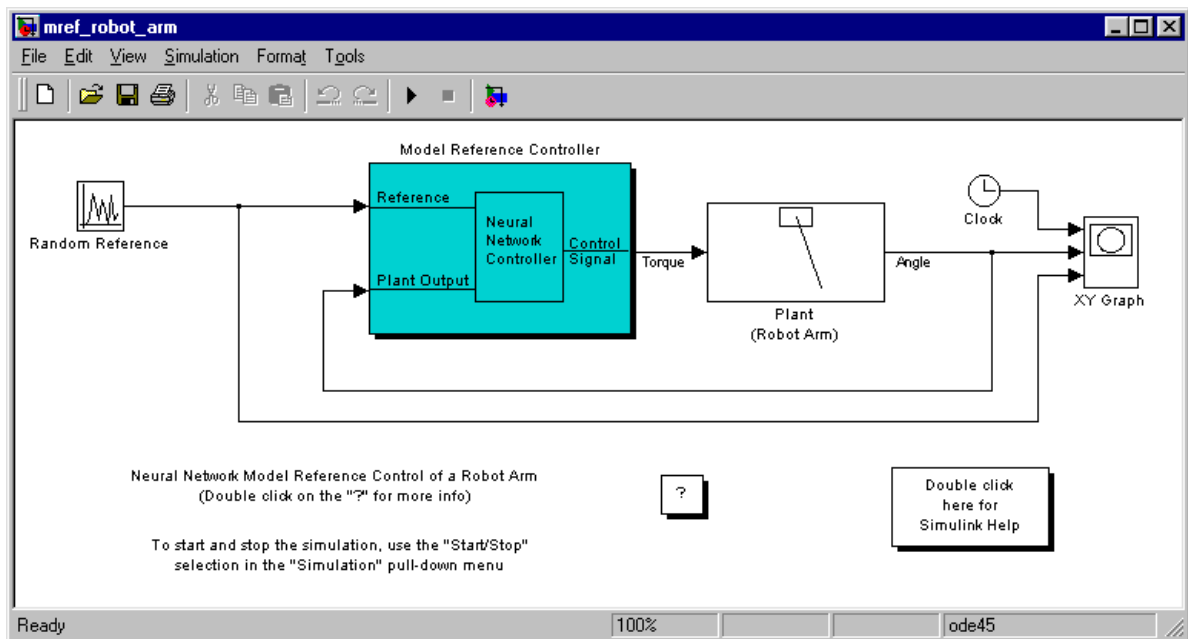 mref_robot_arm
File Edit View Simulation Format Tools
Model Reference Controller
Random Reference
Reference
Neural
Network
Controller
Control
Signal
Plant Output
Torque
Plant
(Robot Arm)
Angle
Clock
XY Graph
Neural Network Model Reference Control of a Robot Arm
(Double click on the "?" for more info)
To start and stop the simulation, use the "Start/Stop"
selection in the "Simulation" pull-down menu
?
Double click
here for
Simulink Help
Ready 100% ode45